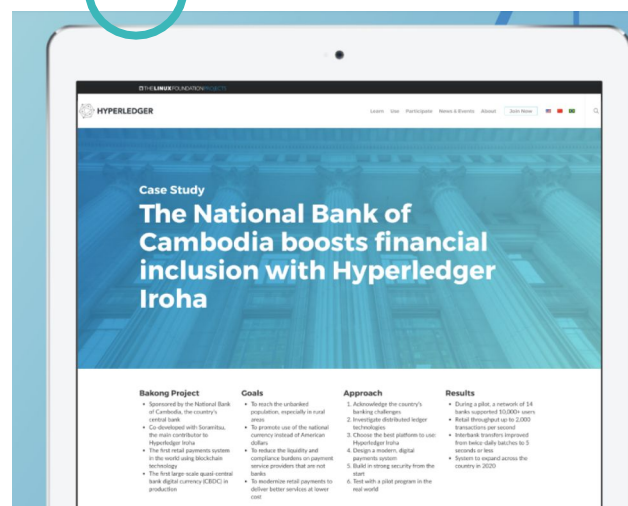 THE LINUX FOUNDATION PROJECTS
HYPERLEDGER
Learn Use Participate News & Events About Join Now
Case Study
The National Bank of
Cambodia boosts financial
inclusion with Hyperledger
Iroha
Bakong Project
• Sponsored by the National Bank
of Cambodia, the country's
central bank
• Co-developed with Soramitsu,
the main contributor to
Hyperledger Iroha
• The first retail payments system
in the world using blockchain
technology
• The first large-scale quasi-central
bank digital currency (CBDC) in
production
Goals
• To reach the unbanked
population, especially in rural
areas
• To promote use of the national
currency instead of American
dollars
• To reduce the liquidity and
compliance burdens on payment
service providers that are not
banks
• To modernize retail payments to
deliver better services at lower
cost
Approach
1. Acknowledge the country's
banking challenges
2. Investigate distributed ledger
technologies
3. Choose the best platform to use:
Hyperledger Iroha
4. Design a modern, digital
payments system
5. Build in strong security from the
start
6. Test with a pilot program in the
real world
Results
• During a pilot, a network of 14
banks supported 10,000+ users
• Retail throughput up to 2,000
transactions per second
• Interbank transfers improved
from twice-daily batches to 5
seconds or less
• System to expand across the
country in 2020